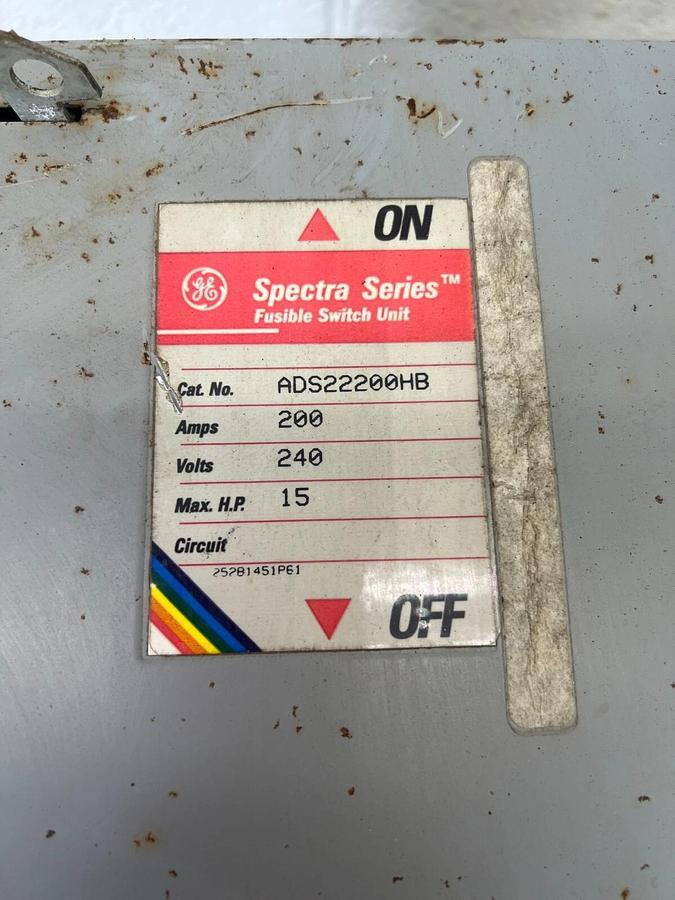 ON
GE
Spectra Series™
Fusible Switch Unit
Cat. No. ADS22200HB
Amps 200
Volts 240
Max. H.P. 15
Circuit
252B1451P61
OFF